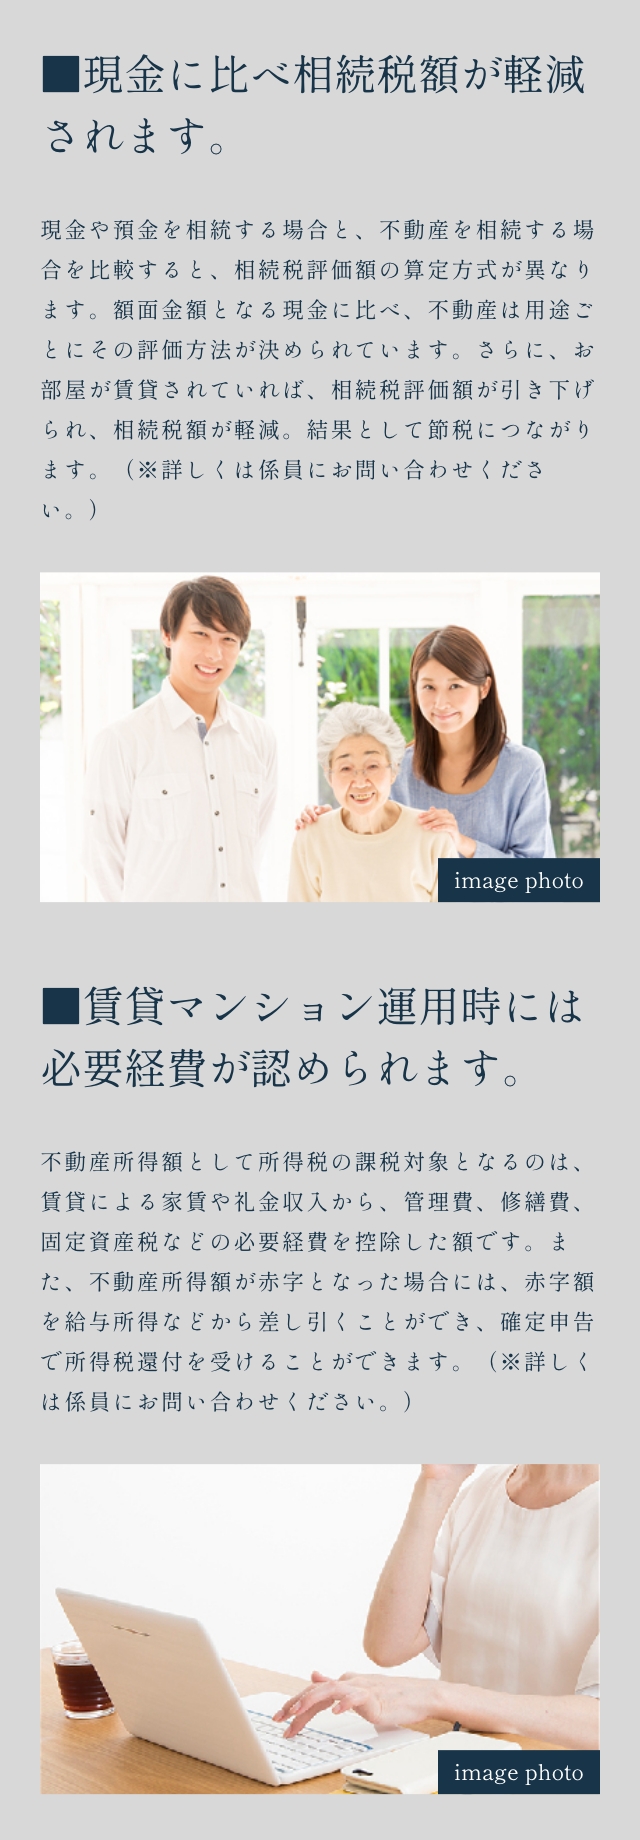 ■現金に比べ相続税額が軽減
されます。
現金や預金を相続する場合と、不動産を相続する場
合を比較すると、相続税評価額の算定方式が異なり
ます。額面金額となる現金に比べ、不動産は用途ご
とにその評価方法が決められています。さらに、お
部屋が賃貸されていれば、相続税評価額が引き下げ
られ、相続税額が軽減。結果として節税につながり
ます。（※詳しくは係員にお問い合わせくださ
い。）
image photo
■賃貸マンション運用時には
必要経費が認められます。
不動産所得額として所得税の課税対象となるのは、
賃貸による家賃や礼金収入から、管理費、修繕費、
固定資産税などの必要経費を控除した額です。ま
た、不動産所得額が赤字となった場合には、赤字額
を給与所得などから差し引くことができ、確定申告
で所得税還付を受けることができます。（※詳しく
は係員にお問い合わせください。）
image photo